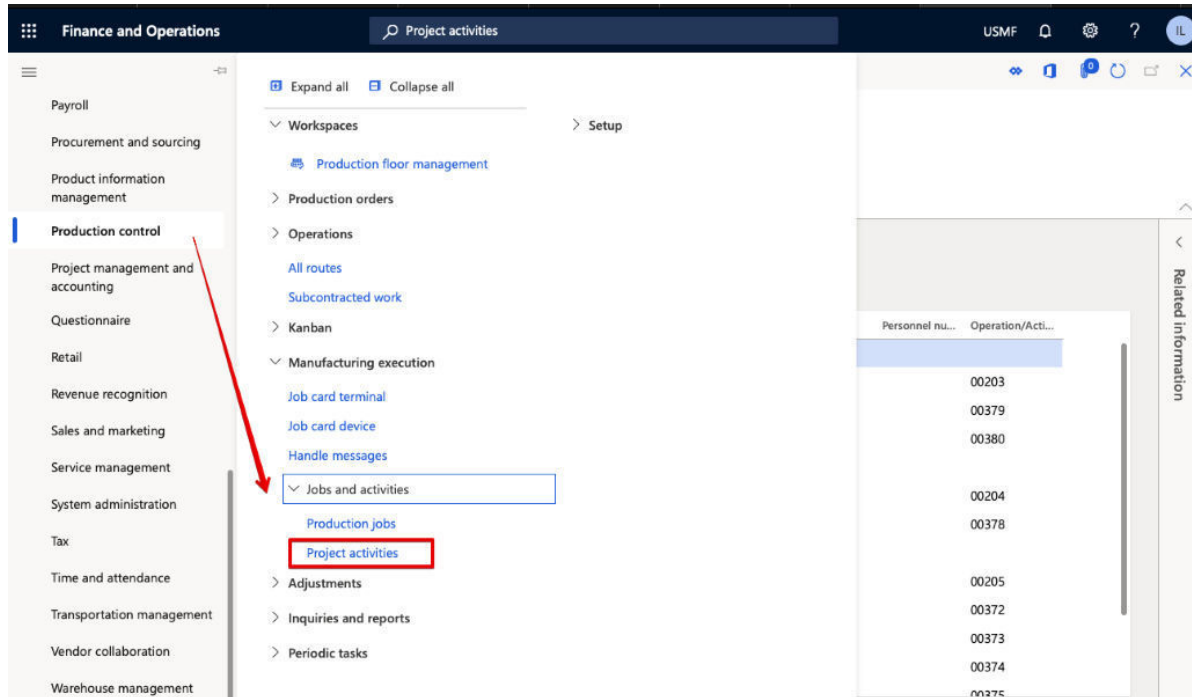 Finance and Operations
Project activities
USMF
?
IL
0
Expand all
Collapse all
Payroll
Procurement and sourcing
Product information
management
Production control
Project management and
accounting
Questionnaire
Retail
Revenue recognition
Sales and marketing
Service management
System administration
Tax
Time and attendance
Transportation management
Vendor collaboration
Warehouse management
Workspaces
Production floor management
Production orders
Operations
All routes
Subcontracted work
Kanban
Manufacturing execution
Job card terminal
Job card device
Handle messages
Jobs and activities
Production jobs
Project activities
Adjustments
Inquiries and reports
Periodic tasks
Setup
Personnel nu... Operation/Acti...
00203
00379
00380
00204
00378
00205
00372
00373
00374
00375
Related information